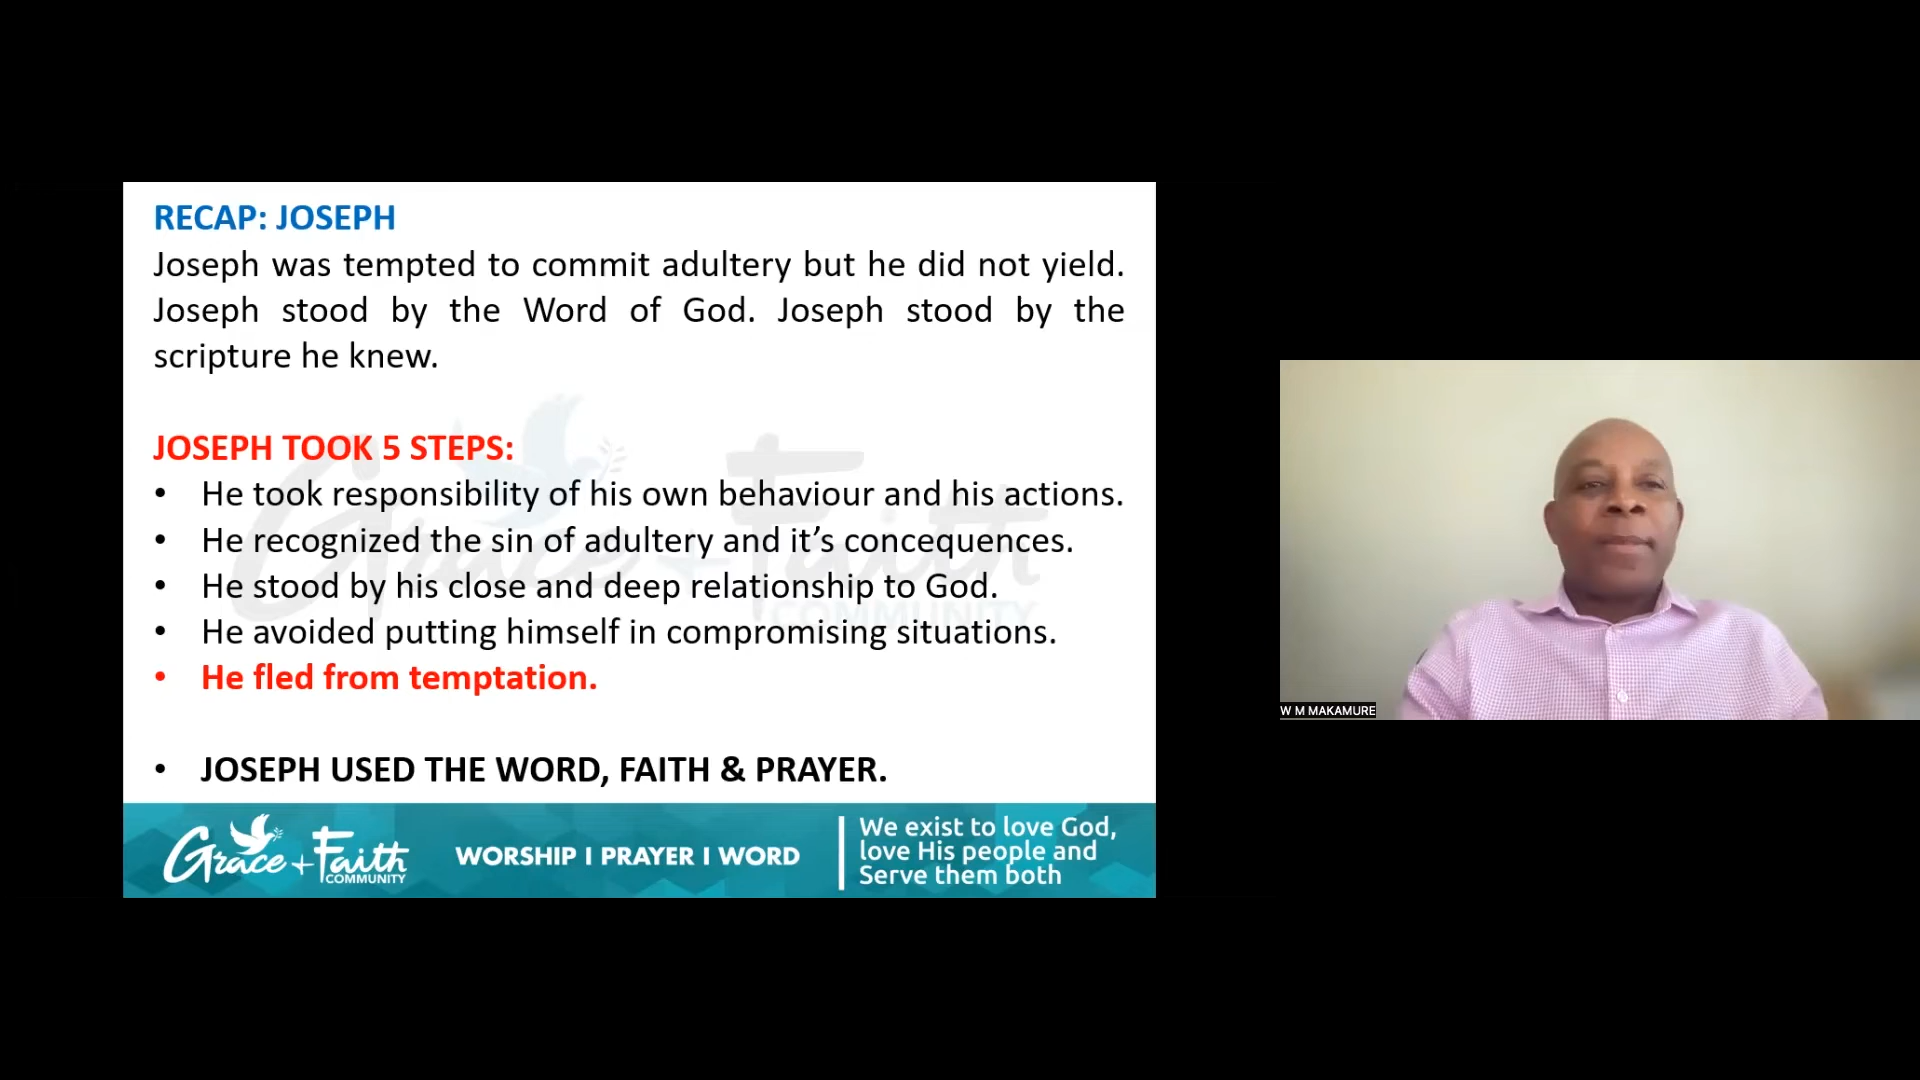 RECAP: JOSEPH
Joseph was tempted to commit adultery but he did not yield.
Joseph stood by the Word of God. Joseph stood by the
scripture he knew.
JOSEPH TOOK 5 STEPS:
• He took responsibility of his own behaviour and his actions.
• He recognized the sin of adultery and it’s concequences.
• He stood by his close and deep relationship to God.
• He avoided putting himself in compromising situations.
• He fled from temptation.
• JOSEPH USED THE WORD, FAITH & PRAYER.
Grace + Faith
COMMUNITY
Grace + Faith
COMMUNITY
WORSHIP | PRAYER | WORD
We exist to love God,
love His people and
Serve them both
W M MAKAMURE